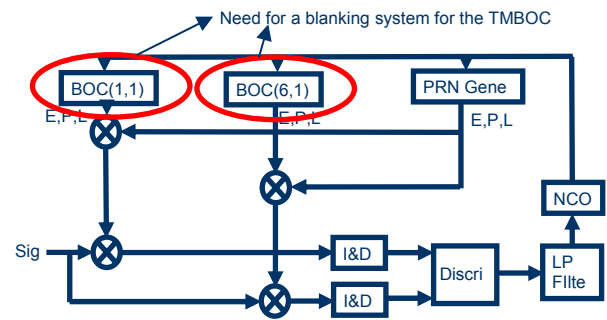 Need for a blanking system for the TMBOC
BOC(1,1)
BOC(6,1)
PRN Gene
E,P,L
E,P,L
E,P,L
NCO
Sig
I&D
Discri
LP
FIlte
I&D